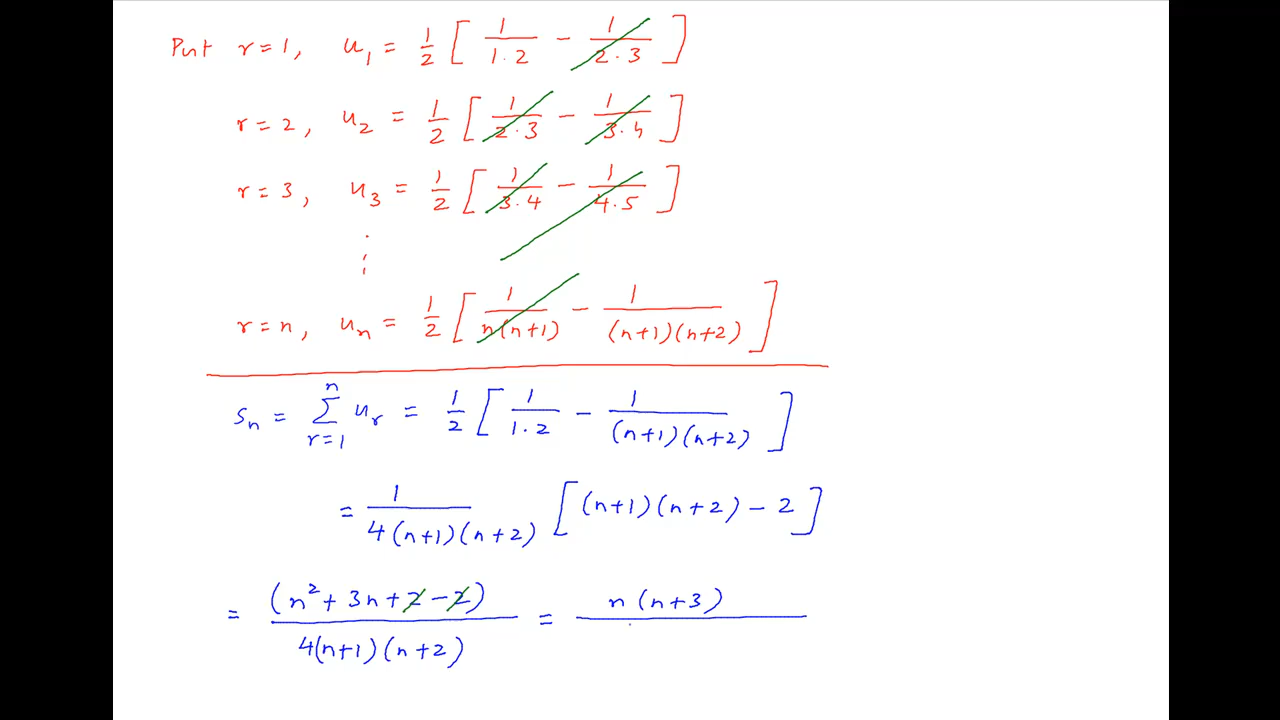 Put r = 1, u₁ = 1/2 [ 1/(1·2) − 1/(2·3) ]
r = 2, u₂ = 1/2 [ 1/(2·3) − 1/(3·4) ]
r = 3, u₃ = 1/2 [ 1/(3·4) − 1/(4·5) ]
⋮
r = n, uₙ = 1/2 [ 1/(n(n+1)) − 1/((n+1)(n+2)) ]
Sₙ = ∑_{r=1}^{n} u_r = 1/2 [ 1/(1·2) − 1/((n+1)(n+2)) ]
= 1/(4(n+1)(n+2)) [ (n+1)(n+2) − 2 ]
= (n² + 3n + 2 − 2)/(4(n+1)(n+2)) = n(n+3)/